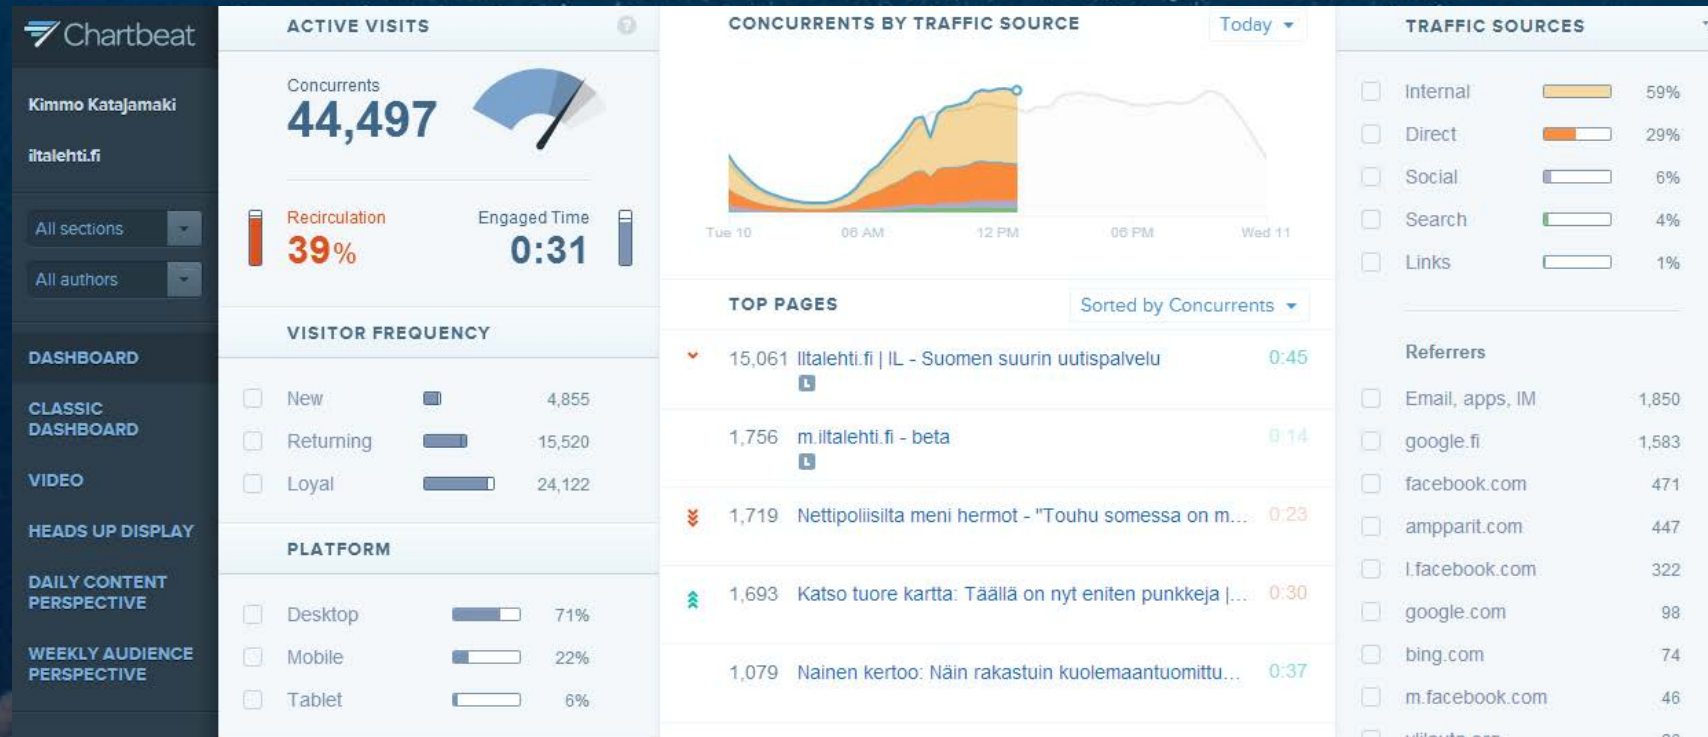 Chartbeat
Kimmo Katajamaki
iltalehti.fi
All sections
All authors
DASHBOARD
CLASSIC
DASHBOARD
VIDEO
HEADS UP DISPLAY
DAILY CONTENT
PERSPECTIVE
WEEKLY AUDIENCE
PERSPECTIVE
ACTIVE VISITS
?
Concurrents
44,497
Recirculation
39%
Engaged Time
0:31
VISITOR FREQUENCY
New 4,855
Returning 15,520
Loyal 24,122
PLATFORM
Desktop 71%
Mobile 22%
Tablet 6%
CONCURRENTS BY TRAFFIC SOURCE Today
Tue 10 06 AM 12 PM 06 PM Wed 11
TOP PAGES Sorted by Concurrents
15,061 Iltalehti.fi | IL - Suomen suurin uutispalvelu 0:45
L
1,756 m.iltalehti.fi - beta 0:14
L
1,719 Nettipoliisilta meni hermot - "Touhu somessa on m... 0:23
1,693 Katso tuore kartta: Täällä on nyt eniten punkkeja |... 0:30
1,079 Nainen kertoo: Näin rakastuin kuolemaantuomittu... 0:37
TRAFFIC SOURCES
Internal 59%
Direct 29%
Social 6%
Search 4%
Links 1%
Referrers
Email, apps, IM 1,850
google.fi 1,583
facebook.com 471
ampparit.com 447
l.facebook.com 322
google.com 98
bing.com 74
m.facebook.com 46